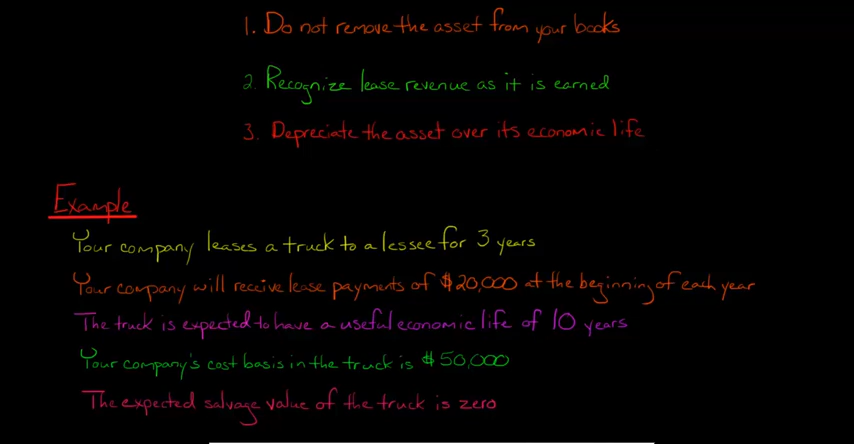 1. Do not remove the asset from your books
2. Recognize lease revenue as it is earned
3. Depreciate the asset over its economic life
Example
Your company leases a truck to a lessee for 3 years
Your company will receive lease payments of $20,000 at the beginning of each year
The truck is expected to have a useful economic life of 10 years
Your company's cost basis in the truck is $50,000
The expected salvage value of the truck is zero